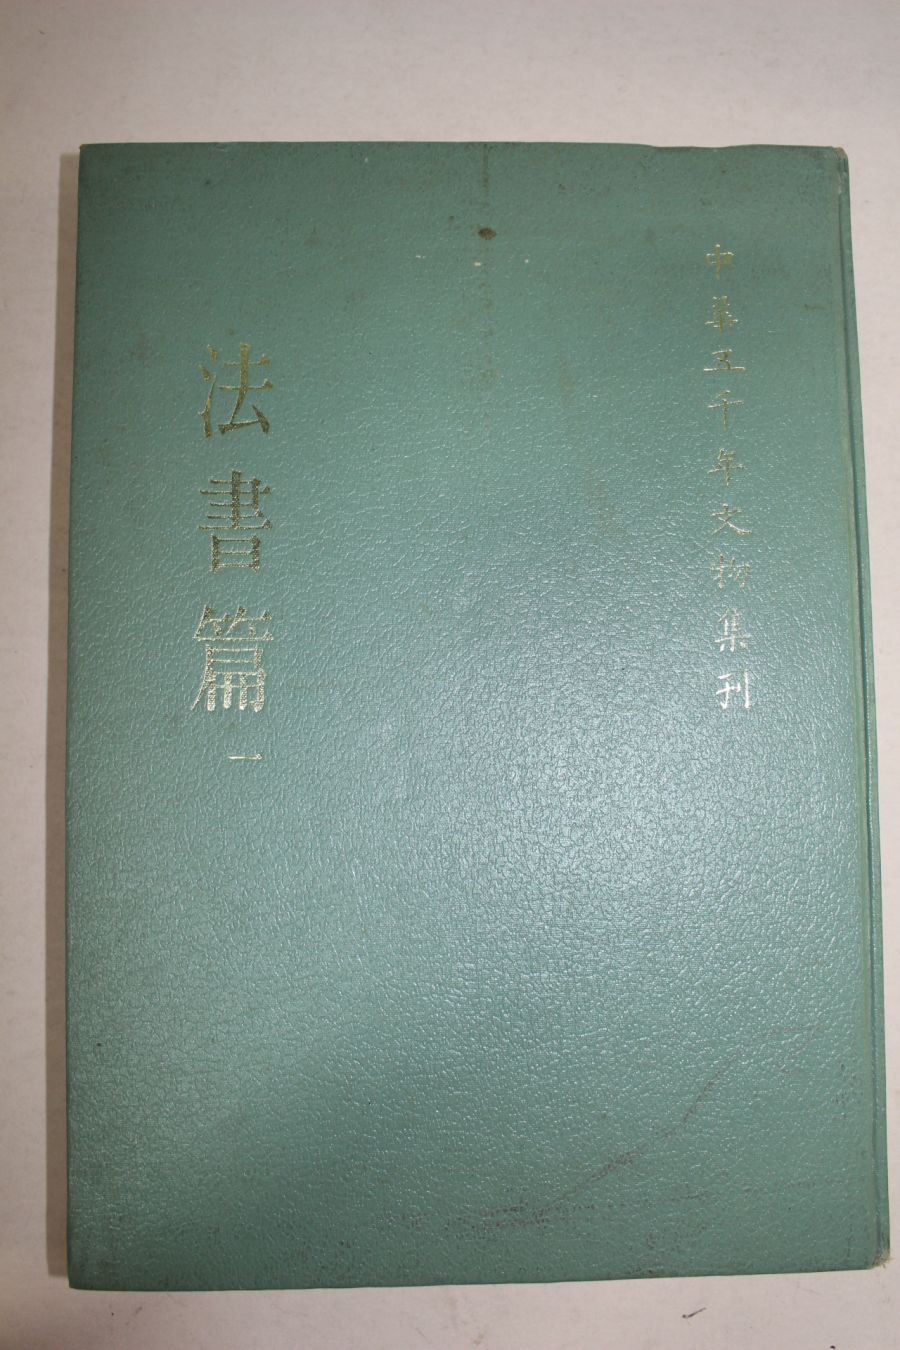 中華五千年文物集刊
法書篇 一